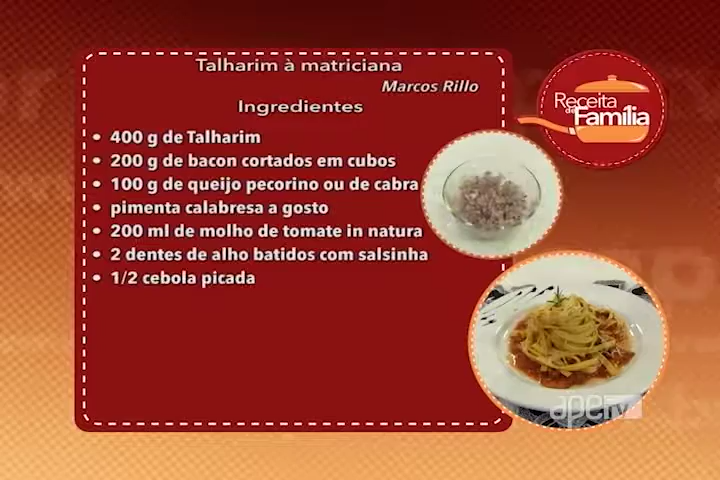 Talharim à matriciana
Marcos Rillo
Ingredientes
• 400 g de Talharim
• 200 g de bacon cortados em cubos
• 100 g de queijo pecorino ou de cabra
• pimenta calabresa a gosto
• 200 ml de molho de tomate in natura
• 2 dentes de alho batidos com salsinha
• 1/2 cebola picada
Receita
de Família